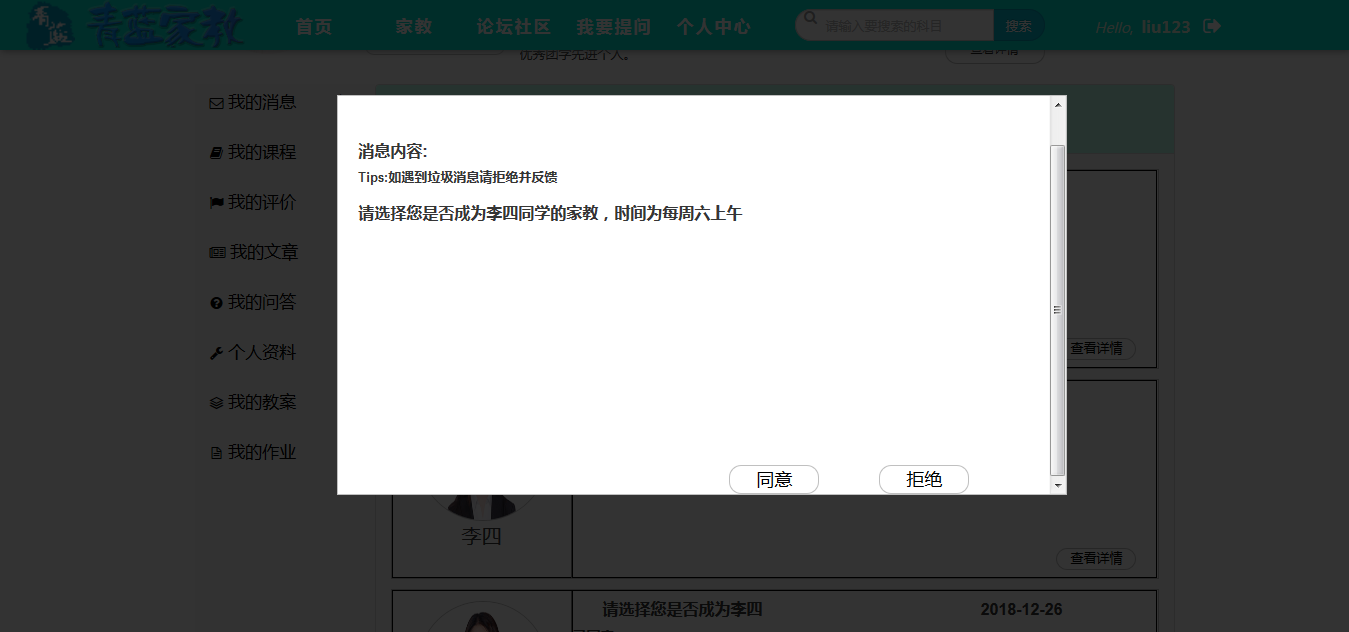 青蓝 青蓝家教 首页 家教 论坛社区 我要提问 个人中心 请输入要搜索的科目 搜索 Hello, liu123
优秀团学先进个人。 查看详情
我的消息
我的课程
我的评价
我的文章
我的问答
个人资料
我的教案
我的作业
消息内容:
Tips:如遇到垃圾消息请拒绝并反馈
请选择您是否成为李四同学的家教，时间为每周六上午
同意 拒绝
查看详情
李四
查看详情
请选择您是否成为李四 2018-12-26